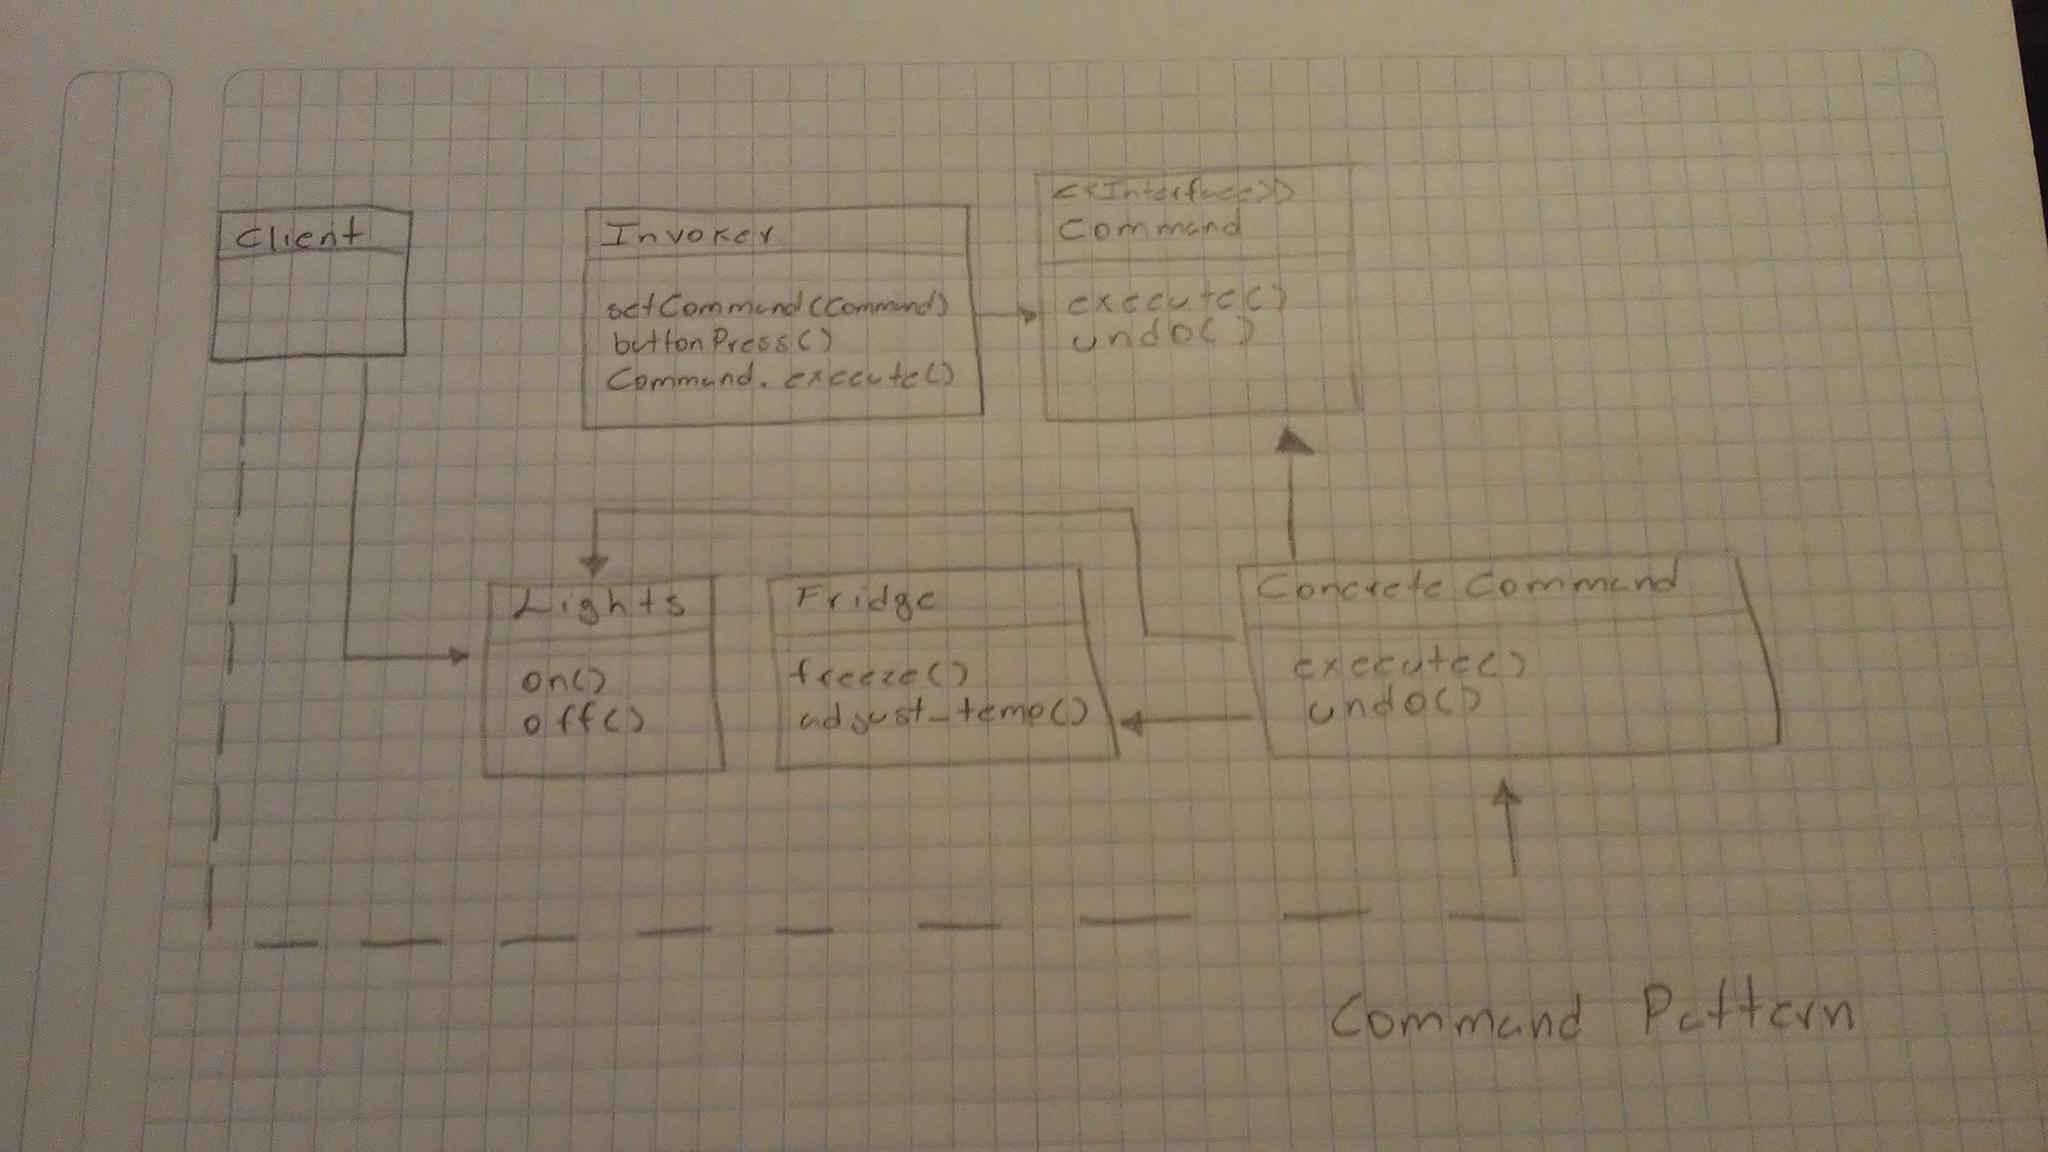 Client
Invoker
setCommand(Command)
buttonPress()
Command.execute()
<<Interface>>
Command
execute()
undo()
Lights
on()
off()
Fridge
freeze()
adjust_temp()
Concrete Command
execute()
undo()
Command Pattern